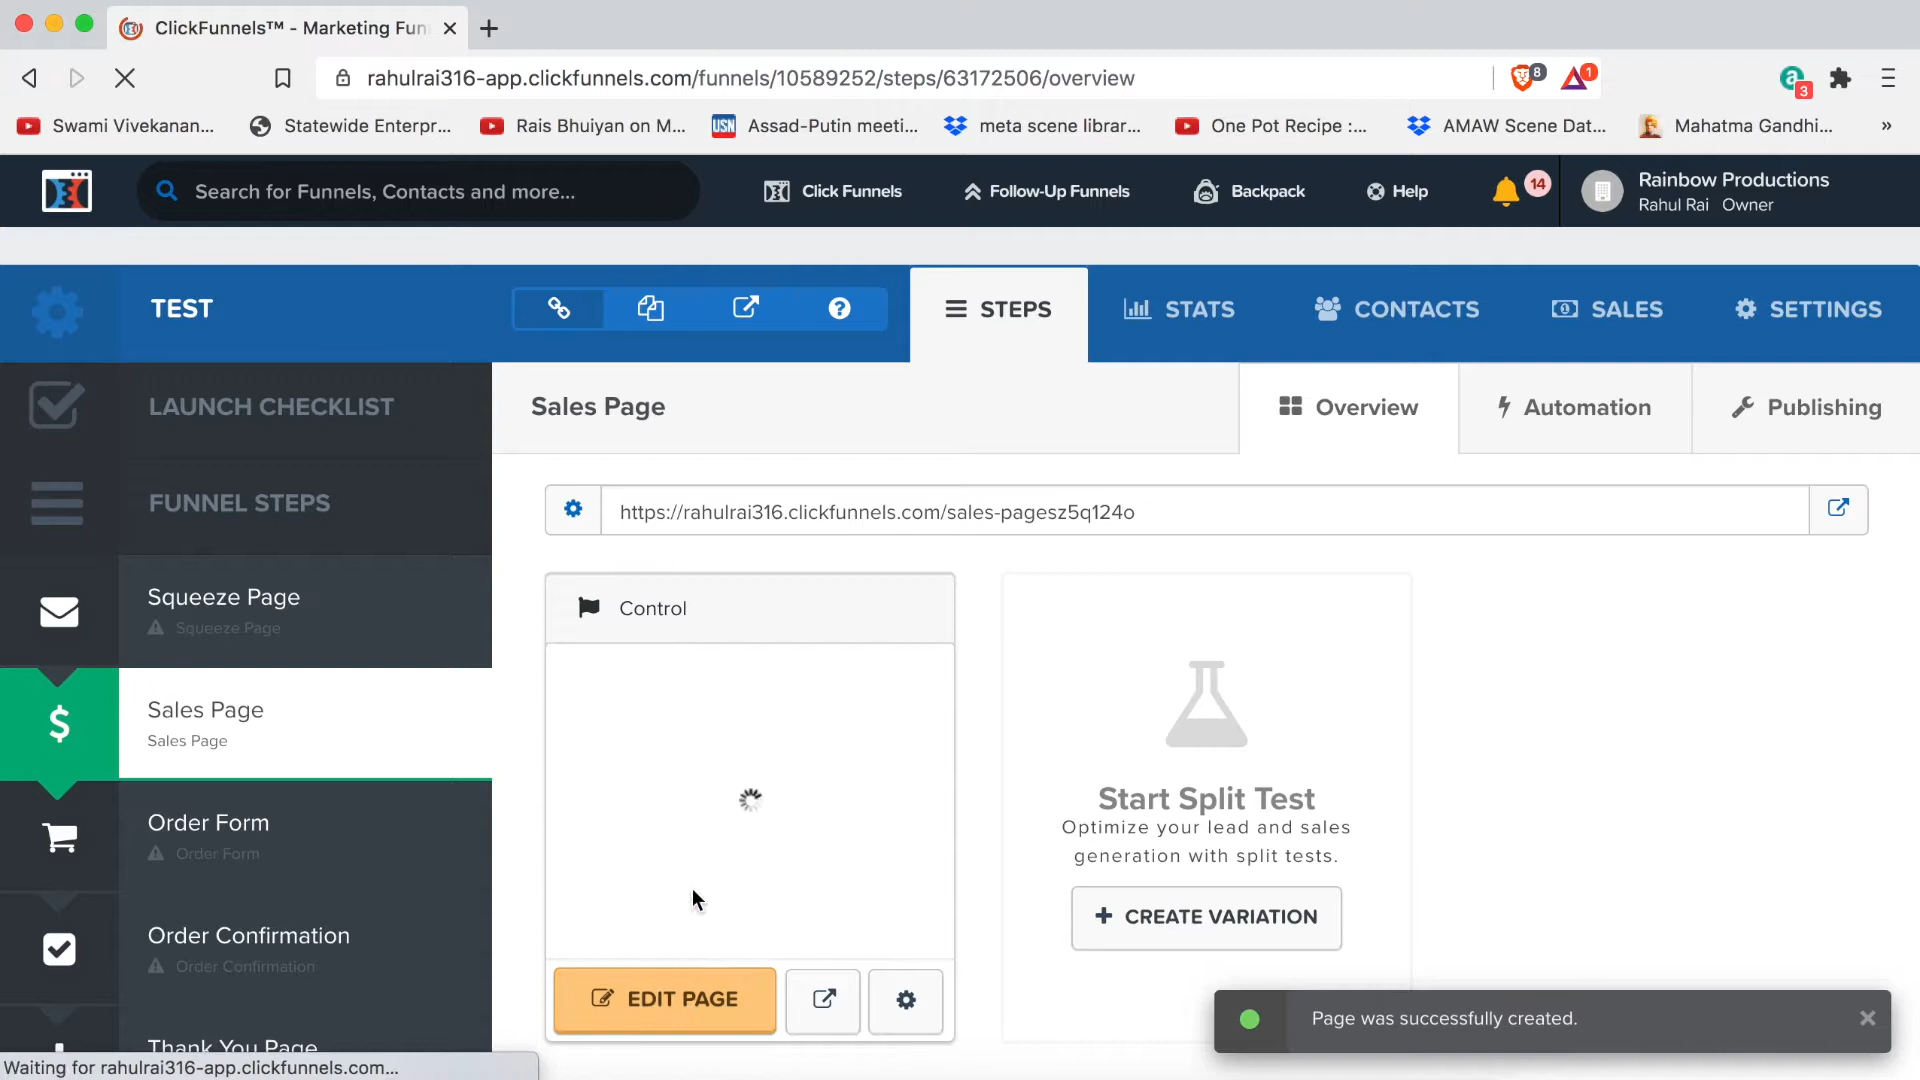 ClickFunnels™ - Marketing Fun
rahulrai316-app.clickfunnels.com/funnels/10589252/steps/63172506/overview
8
1
3
Swami Vivekanan...
Statewide Enterpr...
Rais Bhuiyan on M...
USN
Assad-Putin meeti...
meta scene librar...
One Pot Recipe :...
AMAW Scene Dat...
Mahatma Gandhi...
»
Search for Funnels, Contacts and more...
Click Funnels
Follow-Up Funnels
Backpack
Help
14
Rainbow Productions
Rahul Rai Owner
TEST
STEPS
STATS
CONTACTS
SALES
SETTINGS
LAUNCH CHECKLIST
FUNNEL STEPS
Squeeze Page
Squeeze Page
Sales Page
Sales Page
Order Form
Order Form
Order Confirmation
Order Confirmation
Thank You Page
Sales Page
Overview
Automation
Publishing
https://rahulrai316.clickfunnels.com/sales-pagesz5q124o
Control
EDIT PAGE
Start Split Test
Optimize your lead and sales
generation with split tests.
+ CREATE VARIATION
Page was successfully created.
Waiting for rahulrai316-app.clickfunnels.com...